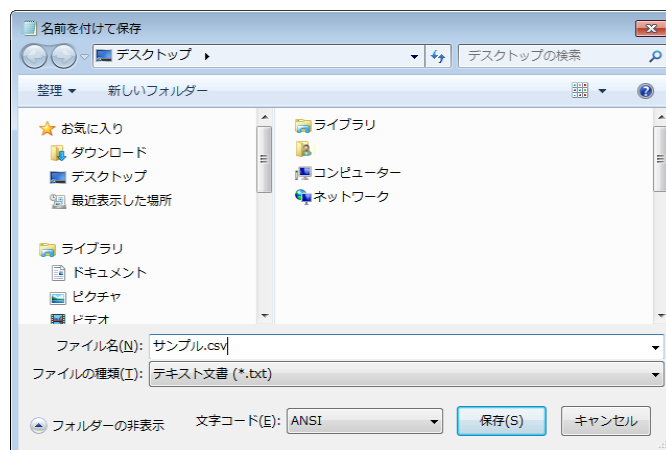 名前を付けて保存
デスクトップ
デスクトップの検索
整理
新しいフォルダー
お気に入り
ダウンロード
デスクトップ
最近表示した場所
ライブラリ
ドキュメント
ピクチャ
ビデオ
ライブラリ
コンピューター
ネットワーク
ファイル名(N): サンプル.csv
ファイルの種類(T): テキスト文書 (*.txt)
フォルダーの非表示
文字コード(E): ANSI
保存(S)
キャンセル